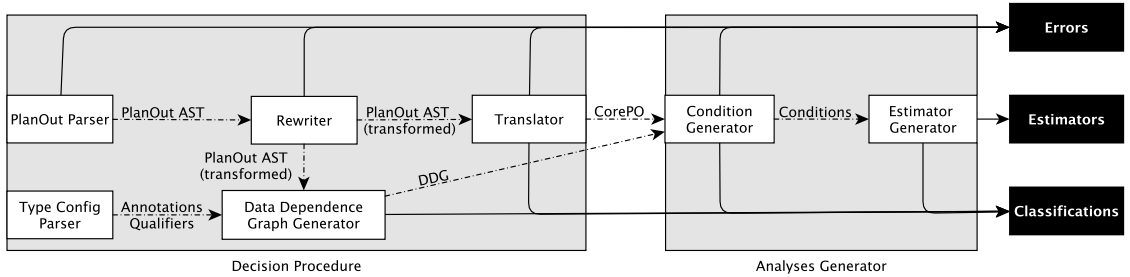 Errors
PlanOut Parser
PlanOut AST
Rewriter
PlanOut AST
(transformed)
Translator
CorePO
Condition
Generator
Conditions
Estimator
Generator
Estimators
PlanOut AST
(transformed)
DDG
Type Config
Parser
Annotations
Qualifiers
Data Dependence
Graph Generator
Classifications
Decision Procedure
Analyses Generator